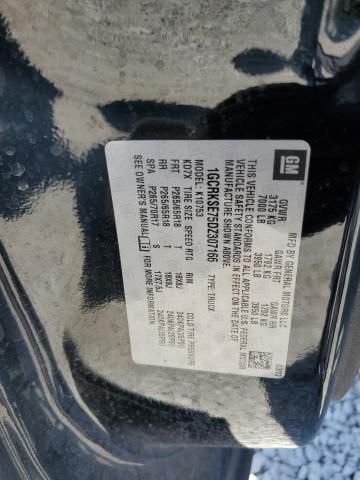 GM
MFD BY GENERAL MOTORS LLC
GVWR GAWR FRT GAWR RR
3175 KG 1792 KG 1792 KG
7000 LB 3950 LB 3950 LB
THIS VEHICLE CONFORMS TO ALL APPLICABLE U.S. FEDERAL MOTOR
VEHICLE SAFETY STANDARDS IN EFFECT ON THE DATE OF
MANUFACTURE SHOWN ABOVE.
1GCRKSE75DZ307166 TYPE: TRUCK
MODEL: K10753
KD7X TIRE SIZE SPEED RTG RIM COLD TIRE PRESSURE
FRT P265/65R18 T 18X8J 240KPA(35PSI)
RR P265/65R18 T 18X8J 240KPA(35PSI)
SPA P265/70R17 S 17X7.5J 240KPA(35PSI)
SEE OWNER'S MANUAL